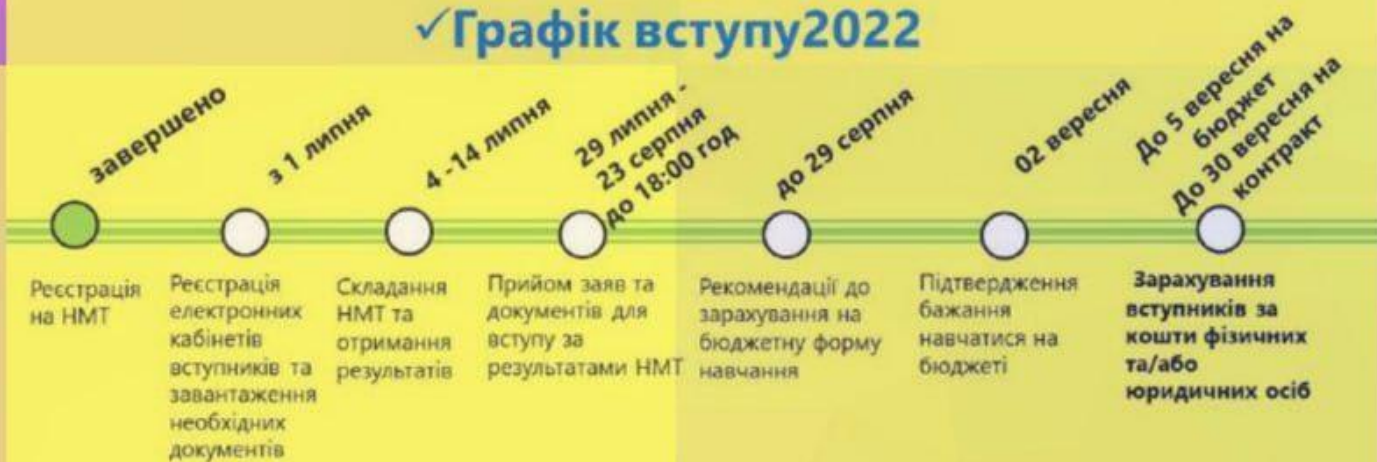 ✓Графік вступу2022
завершено
з 1 липня
4 -14 липня
29 липня -
23 серпня
до 18:00 год
до 29 серпня
02 вересня
До 5 вересня на
бюджет
До 30 вересня на
контракт
Реєстрація
на НМТ
Реєстрація
електронних
кабінетів
вступників та
завантаження
необхідних
документів
Складання
НМТ та
отримання
результатів
Прийом заяв та
документів для
вступу за
результатами НМТ
Рекомендації до
зарахування на
бюджетну форму
навчання
Підтвердження
бажання
навчатися на
бюджеті
Зарахування
вступників за
кошти фізичних
та/або
юридичних осіб